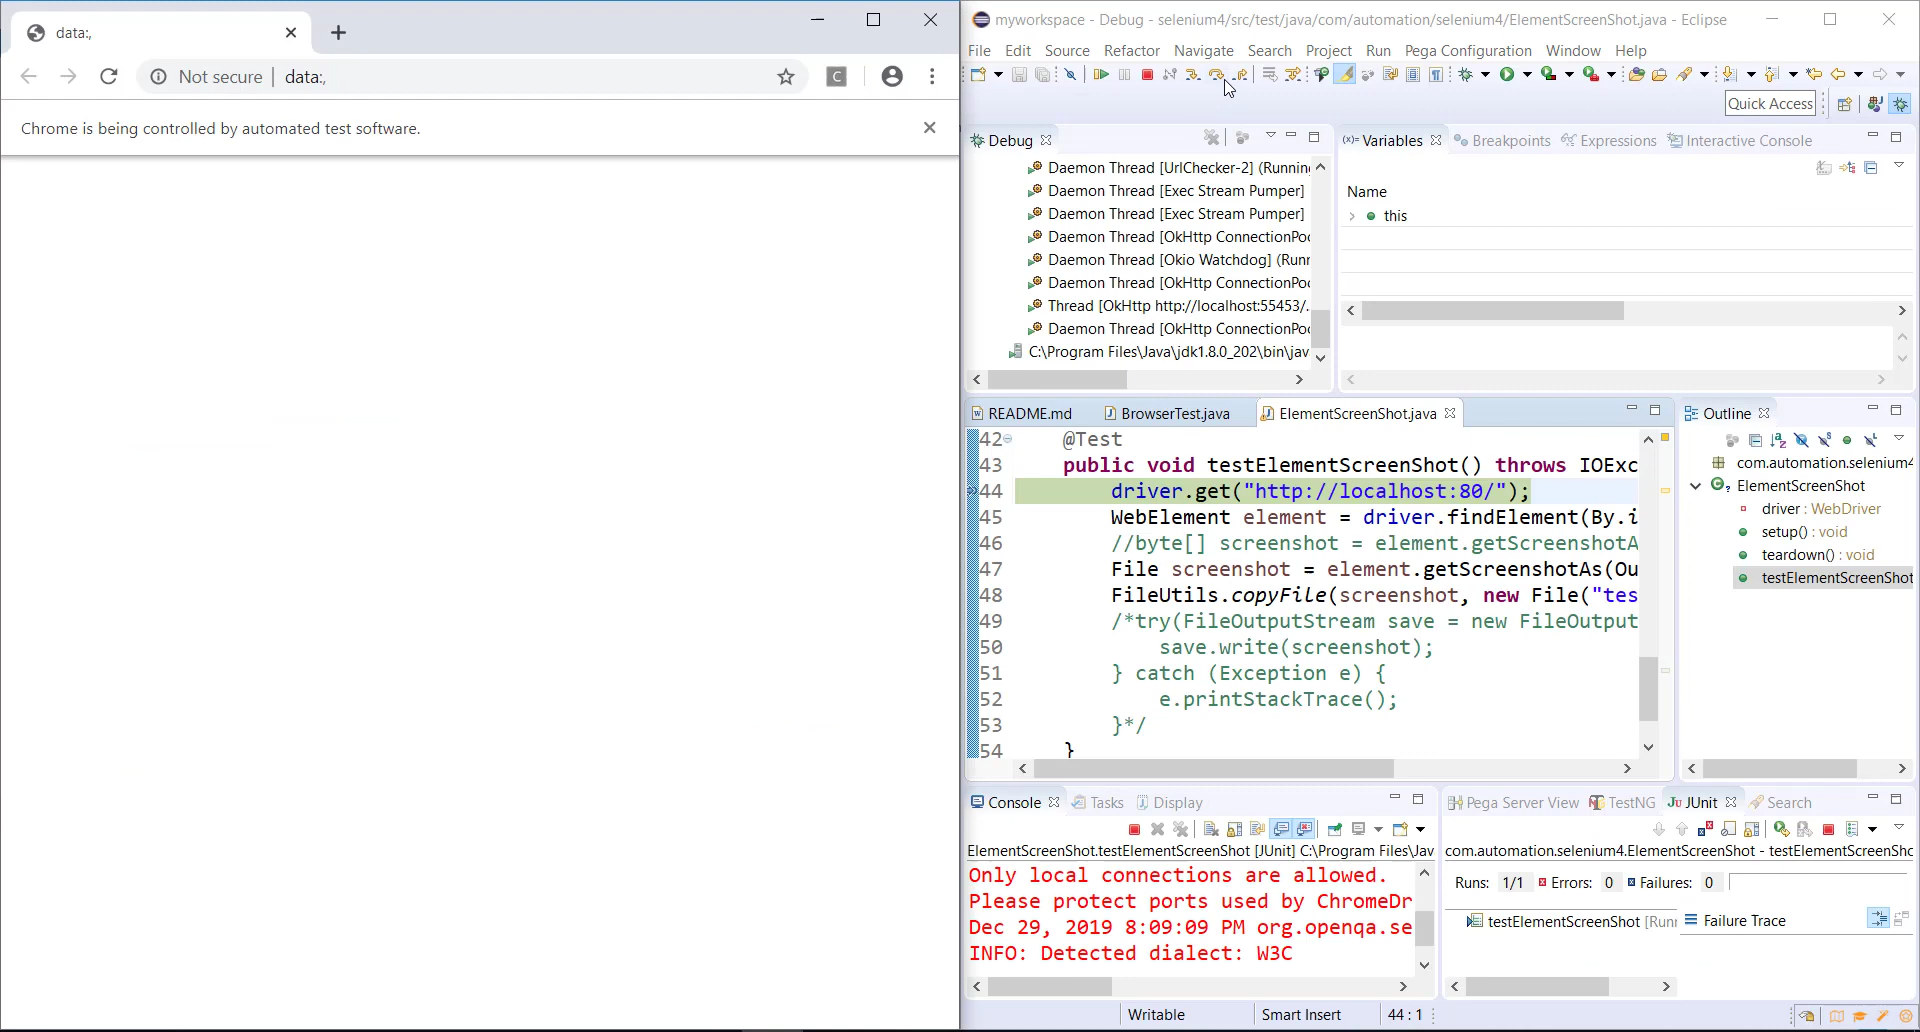 data:,
Not secure
data:,
C
Chrome is being controlled by automated test software.
myworkspace - Debug - selenium4/src/test/java/com/automation/selenium4/ElementScreenShot.java - Eclipse
File Edit Source Refactor Navigate Search Project Run Pega Configuration Window Help
Quick Access
Debug
Daemon Thread [UrlChecker-2] (Running
Daemon Thread [Exec Stream Pumper]
Daemon Thread [Exec Stream Pumper]
Daemon Thread [OkHttp ConnectionPoo
Daemon Thread [Okio Watchdog] (Runn
Daemon Thread [OkHttp ConnectionPoo
Thread [OkHttp http://localhost:55453/..
Daemon Thread [OkHttp ConnectionPoo
C:\Program Files\Java\jdk1.8.0_202\bin\jav
(x)= Variables Breakpoints Expressions Interactive Console
Name
this
README.md BrowserTest.java ElementScreenShot.java
42 @Test
43 public void testElementScreenShot() throws IOExc
44 driver.get("http://localhost:80/");
45 WebElement element = driver.findElement(By.i
46 //byte[] screenshot = element.getScreenshotA
47 File screenshot = element.getScreenshotAs(Ou
48 FileUtils.copyFile(screenshot, new File("tes
49 /*try(FileOutputStream save = new FileOutput
50 save.write(screenshot);
51 } catch (Exception e) {
52 e.printStackTrace();
53 }*/
54 }
Outline
com.automation.selenium4
ElementScreenShot
driver : WebDriver
setup() : void
teardown() : void
testElementScreenShot
Console Tasks Display
ElementScreenShot.testElementScreenShot [JUnit] C:\Program Files\Jav
Only local connections are allowed.
Please protect ports used by ChromeDr
Dec 29, 2019 8:09:09 PM org.openqa.se
INFO: Detected dialect: W3C
Pega Server View TestNG JUnit Search
com.automation.selenium4.ElementScreenShot - testElementScreenSho
Runs: 1/1 Errors: 0 Failures: 0
testElementScreenShot [Runn
Failure Trace
Writable Smart Insert 44 : 1